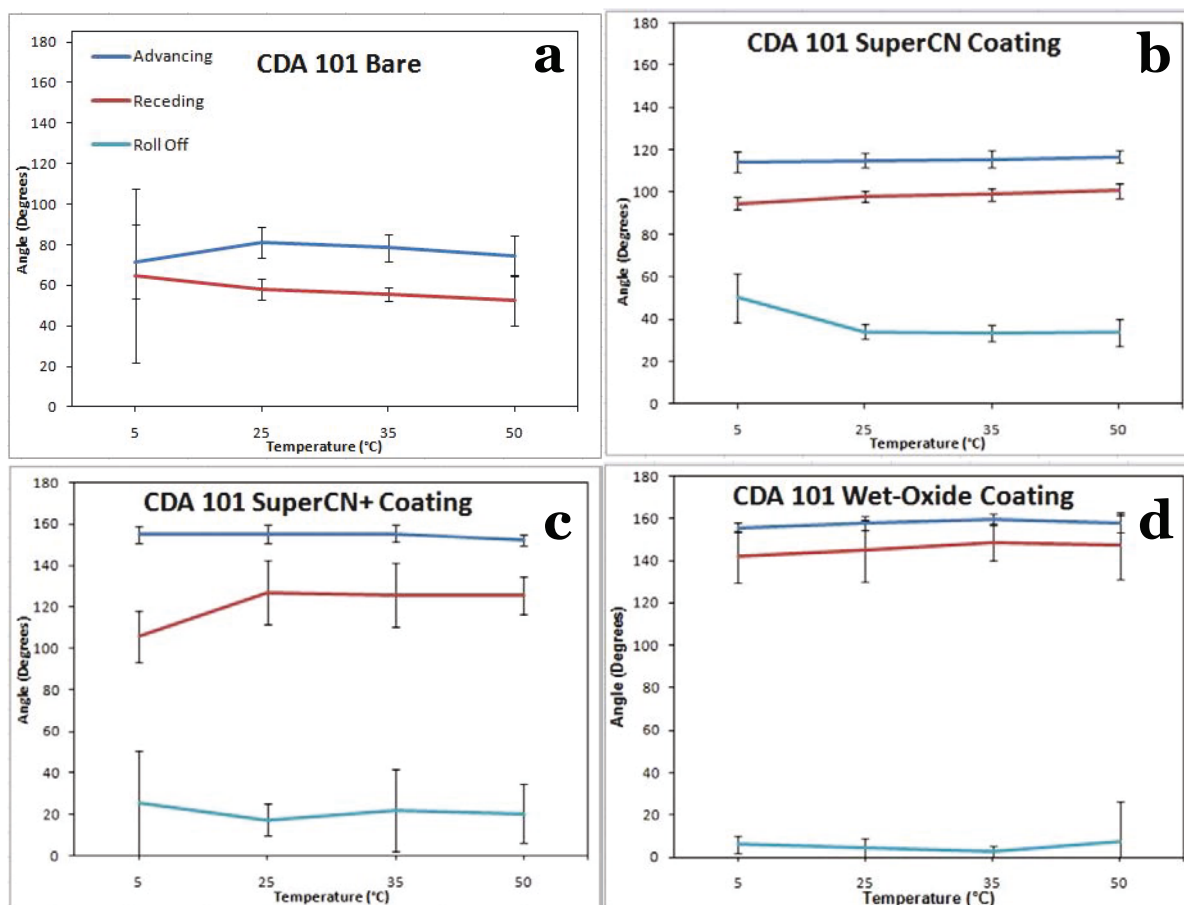 CDA 101 Bare
a
Advancing
Receding
Roll Off
Angle (Degrees)
180
160
140
120
100
80
60
40
20
0
5 25 35 50
Temperature (°C)
CDA 101 SuperCN Coating
b
Angle (Degrees)
180
160
140
120
100
80
60
40
20
0
5 25 35 50
Temperature (°C)
CDA 101 SuperCN+ Coating
c
Angle (Degrees)
180
160
140
120
100
80
60
40
20
0
5 25 35 50
Temperature (°C)
CDA 101 Wet-Oxide Coating
d
Angle (Degrees)
180
160
140
120
100
80
60
40
20
0
5 25 35 50
Temperature (°C)